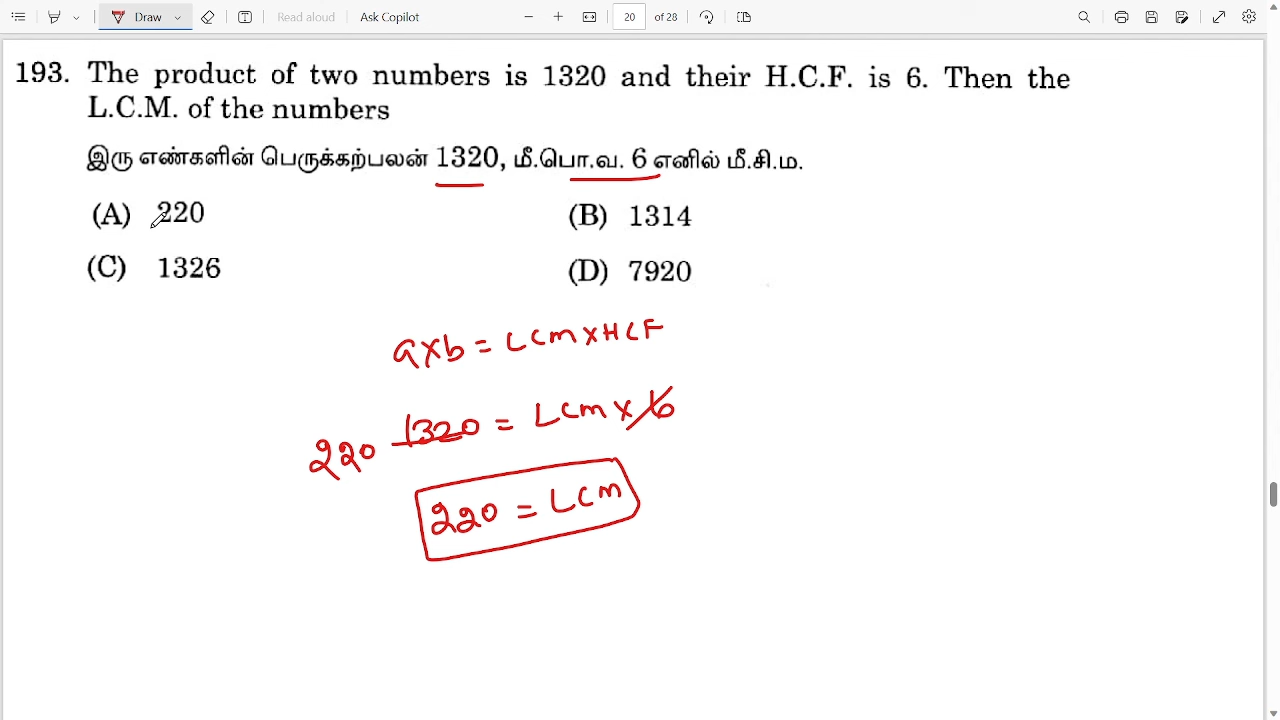 Draw Read aloud Ask Copilot 20 of 28
193. The product of two numbers is 1320 and their H.C.F. is 6. Then the
L.C.M. of the numbers
இரு எண்களின் பெருக்கற்பலன் 1320, மீ.பொ.வ. 6 எனில் மீ.சி.ம.
(A) 220 (B) 1314
(C) 1326 (D) 7920
a×b = LCM×HCF
220 1320 = LCM × 6
220 = LCM